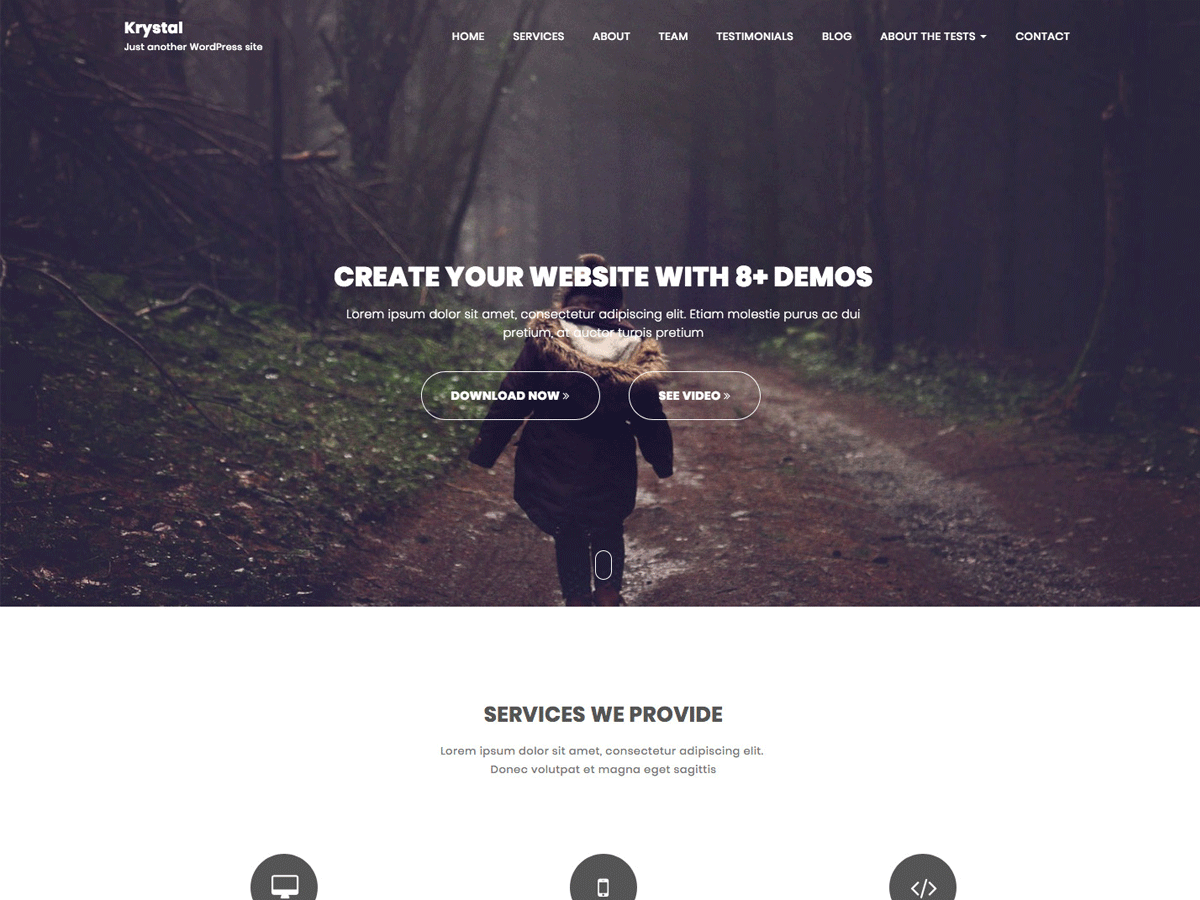 Krystal
Just another WordPress site
HOME SERVICES ABOUT TEAM TESTIMONIALS BLOG ABOUT THE TESTS CONTACT
CREATE YOUR WEBSITE WITH 8+ DEMOS
Lorem ipsum dolor sit amet, consectetur adipiscing elit. Etiam molestie purus ac dui
pretium, at auctor turpis pretium
DOWNLOAD NOW » SEE VIDEO »
SERVICES WE PROVIDE
Lorem ipsum dolor sit amet, consectetur adipiscing elit.
Donec volutpat et magna eget sagittis